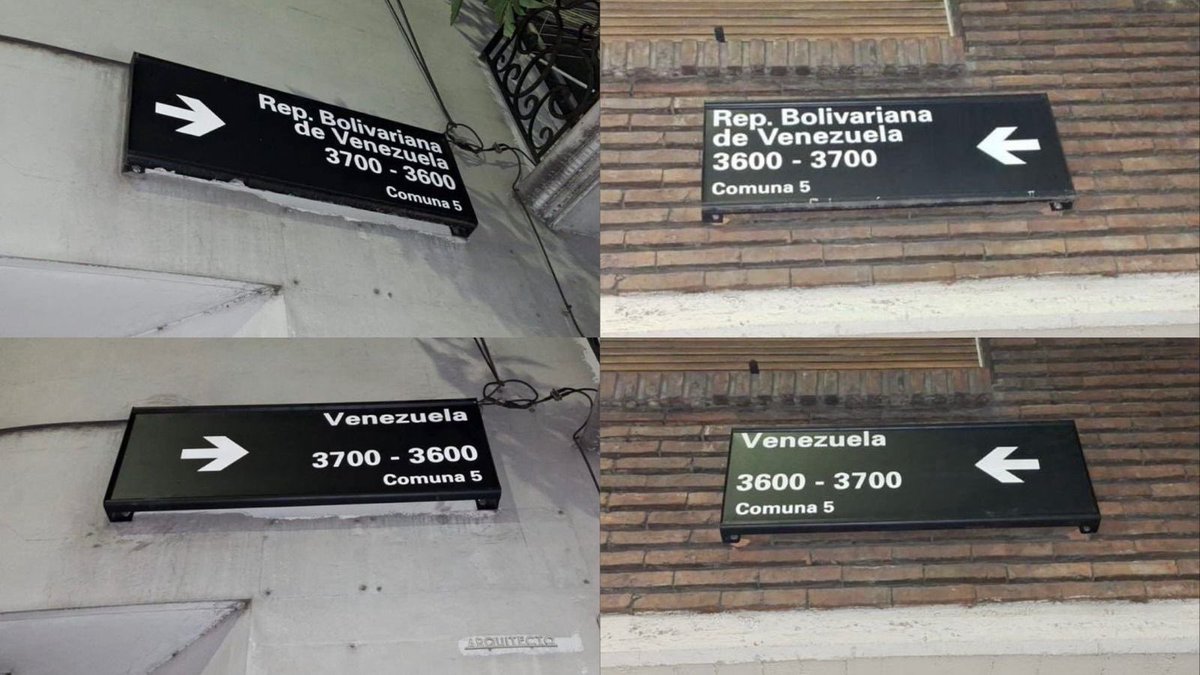 Rep. Bolivariana
de Venezuela
3700 - 3600
Comuna 5
Rep. Bolivariana
de Venezuela
3600 - 3700
Comuna 5
Venezuela
3700 - 3600
Comuna 5
ARQUITECTO
Venezuela
3600 - 3700
Comuna 5